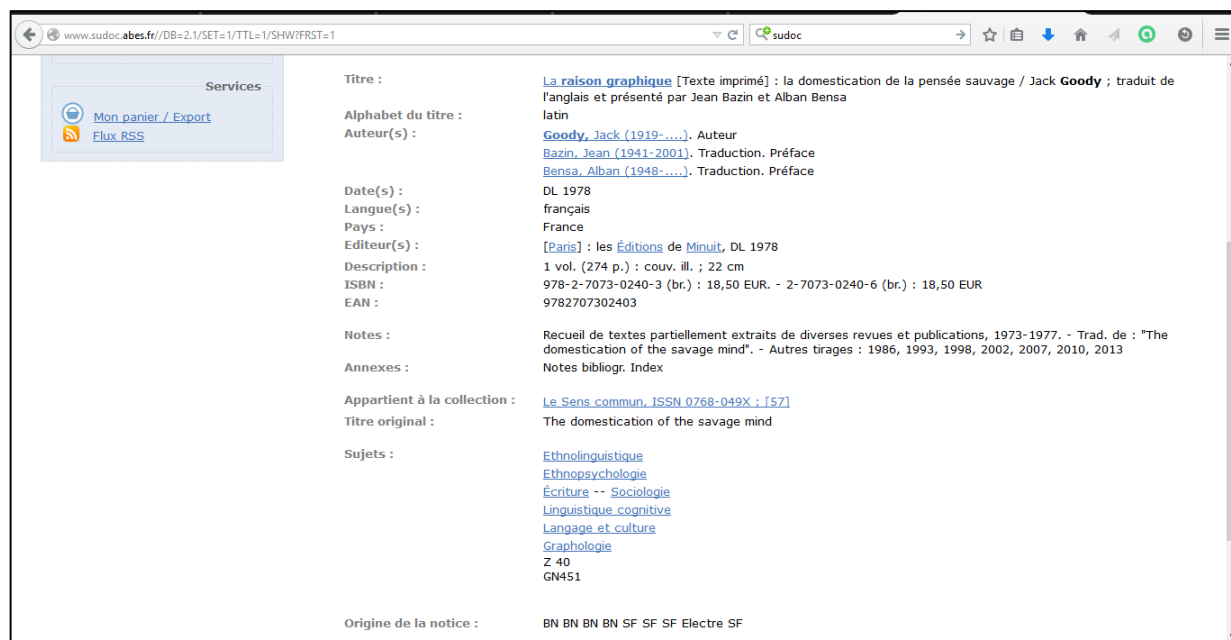 www.sudoc.abes.fr//DB=2.1/SET=1/TTL=1/SHW?FRST=1
sudoc
Services
Mon panier / Export
Flux RSS
Titre : La raison graphique [Texte imprimé] : la domestication de la pensée sauvage / Jack Goody ; traduit de
l'anglais et présenté par Jean Bazin et Alban Bensa
Alphabet du titre : latin
Auteur(s) : Goody, Jack (1919-....). Auteur
Bazin, Jean (1941-2001). Traduction. Préface
Bensa, Alban (1948-....). Traduction. Préface
Date(s) : DL 1978
Langue(s) : français
Pays : France
Editeur(s) : [Paris] : les Éditions de Minuit, DL 1978
Description : 1 vol. (274 p.) : couv. ill. ; 22 cm
ISBN : 978-2-7073-0240-3 (br.) : 18,50 EUR. - 2-7073-0240-6 (br.) : 18,50 EUR
EAN : 9782707302403
Notes : Recueil de textes partiellement extraits de diverses revues et publications, 1973-1977. - Trad. de : "The
domestication of the savage mind". - Autres tirages : 1986, 1993, 1998, 2002, 2007, 2010, 2013
Annexes : Notes bibliogr. Index
Appartient à la collection : Le Sens commun, ISSN 0768-049X ; [57]
Titre original : The domestication of the savage mind
Sujets : Ethnolinguistique
Ethnopsychologie
Écriture -- Sociologie
Linguistique cognitive
Langage et culture
Graphologie
Z 40
GN451
Origine de la notice : BN BN BN BN SF SF SF Electre SF